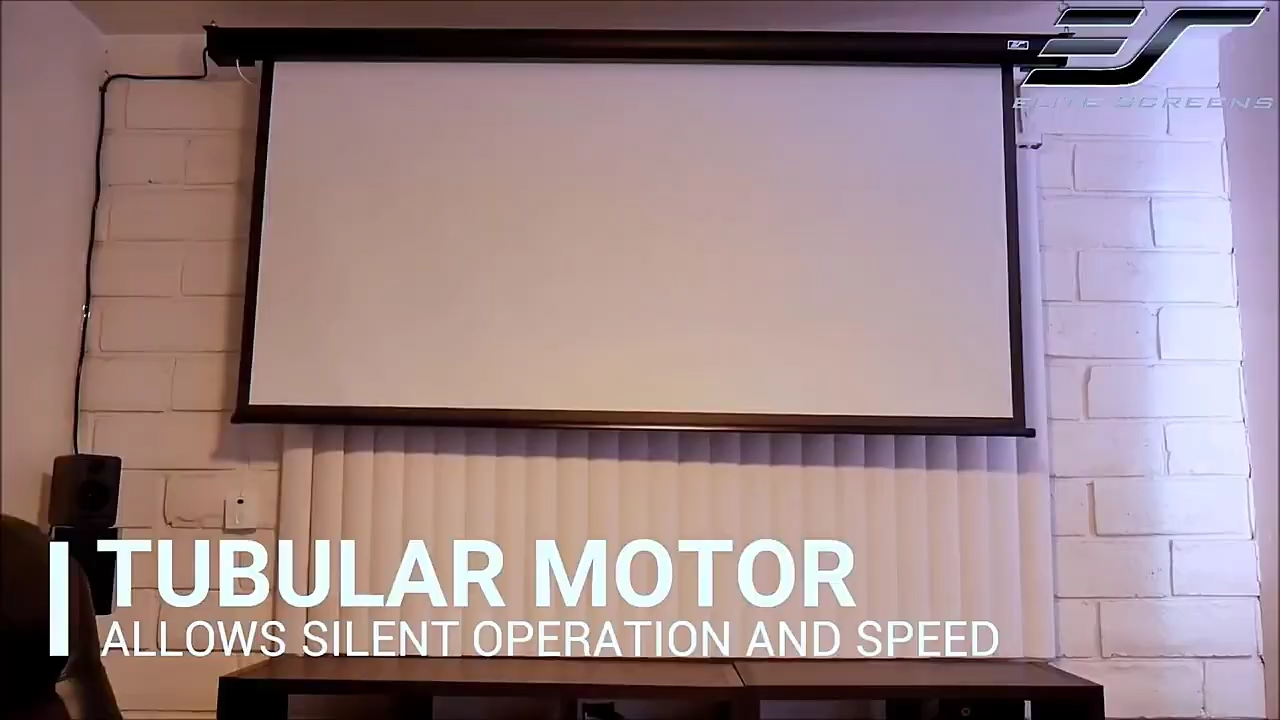 ELITE SCREENS
TUBULAR MOTOR
ALLOWS SILENT OPERATION AND SPEED